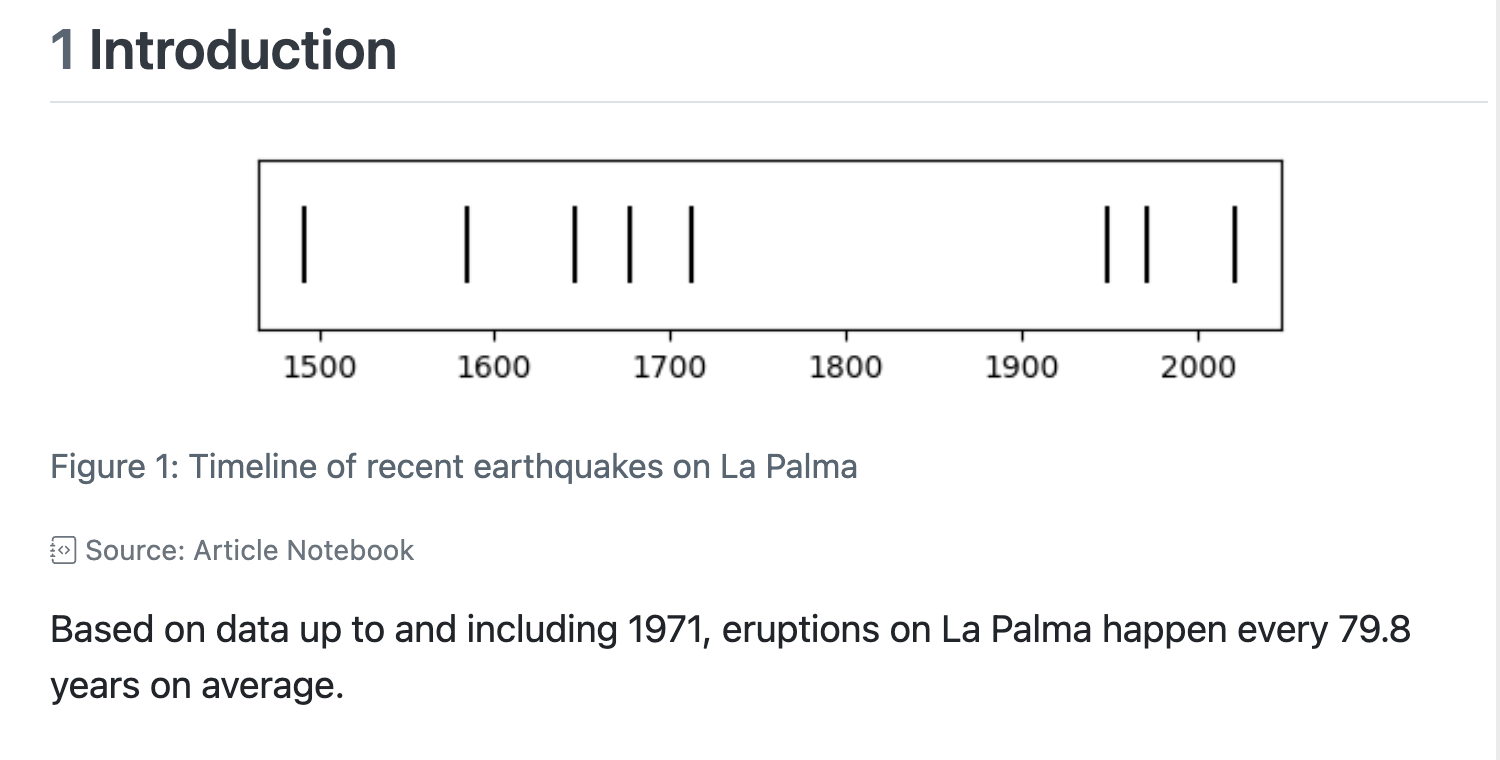 1 Introduction
1500 1600 1700 1800 1900 2000
Figure 1: Timeline of recent earthquakes on La Palma
Source: Article Notebook
Based on data up to and including 1971, eruptions on La Palma happen every 79.8
years on average.